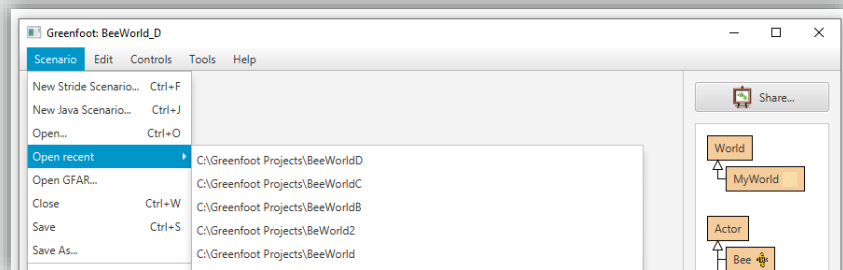 Greenfoot: BeeWorld_D
Scenario Edit Controls Tools Help
New Stride Scenario... Ctrl+F
New Java Scenario... Ctrl+J
Open... Ctrl+O
Open recent
Open GFAR...
Close Ctrl+W
Save Ctrl+S
Save As...
C:\Greenfoot Projects\BeeWorldD
C:\Greenfoot Projects\BeeWorldC
C:\Greenfoot Projects\BeeWorldB
C:\Greenfoot Projects\BeWorld2
C:\Greenfoot Projects\BeeWorld
Share...
World
MyWorld
Actor
Bee